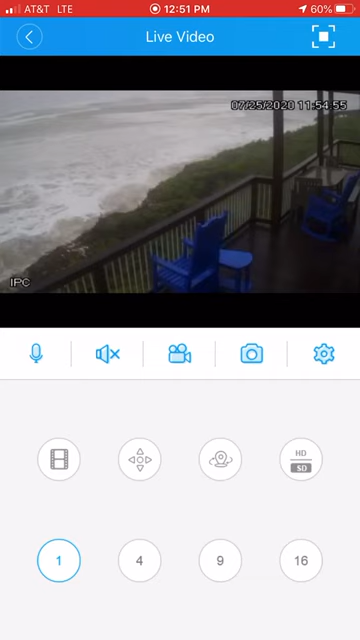 AT&T LTE 12:51 PM 60%
Live Video
07/25/2020 11:54:55
IPC
HD
SD
1 4 9 16